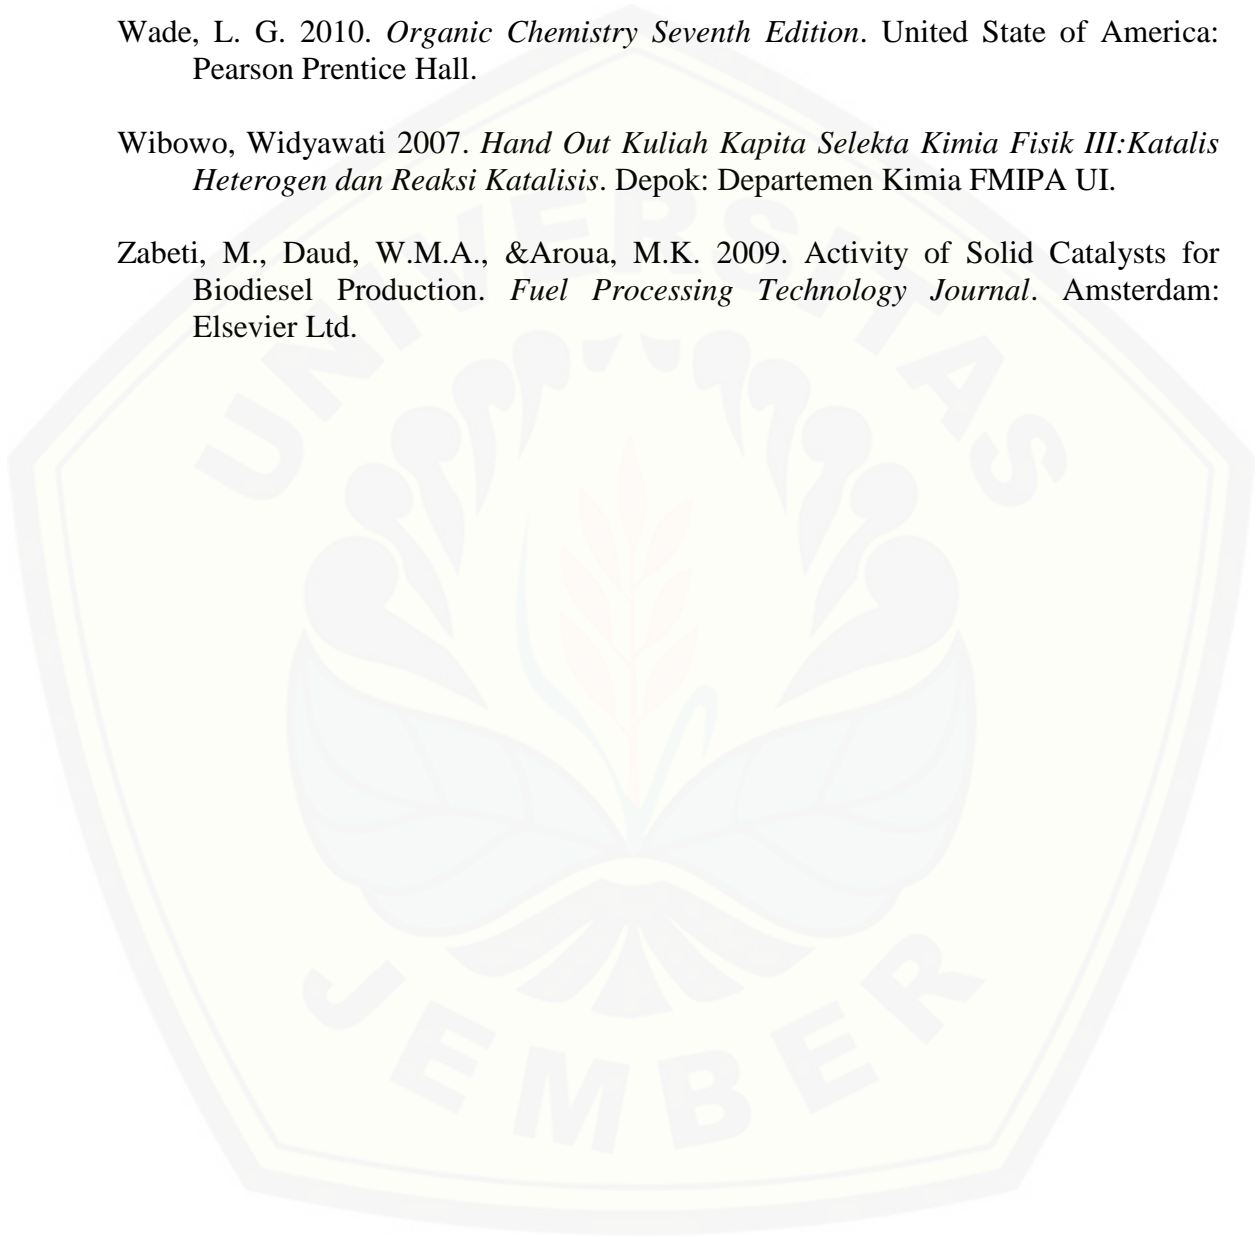 Wade, L. G. 2010. Organic Chemistry Seventh Edition. United State of America:
Pearson Prentice Hall.
Wibowo, Widyawati 2007. Hand Out Kuliah Kapita Selekta Kimia Fisik III:Katalis
Heterogen dan Reaksi Katalisis. Depok: Departemen Kimia FMIPA UI.
Zabeti, M., Daud, W.M.A., &Aroua, M.K. 2009. Activity of Solid Catalysts for
Biodiesel Production. Fuel Processing Technology Journal. Amsterdam:
Elsevier Ltd.
UNIVERSITAS
JEMBER